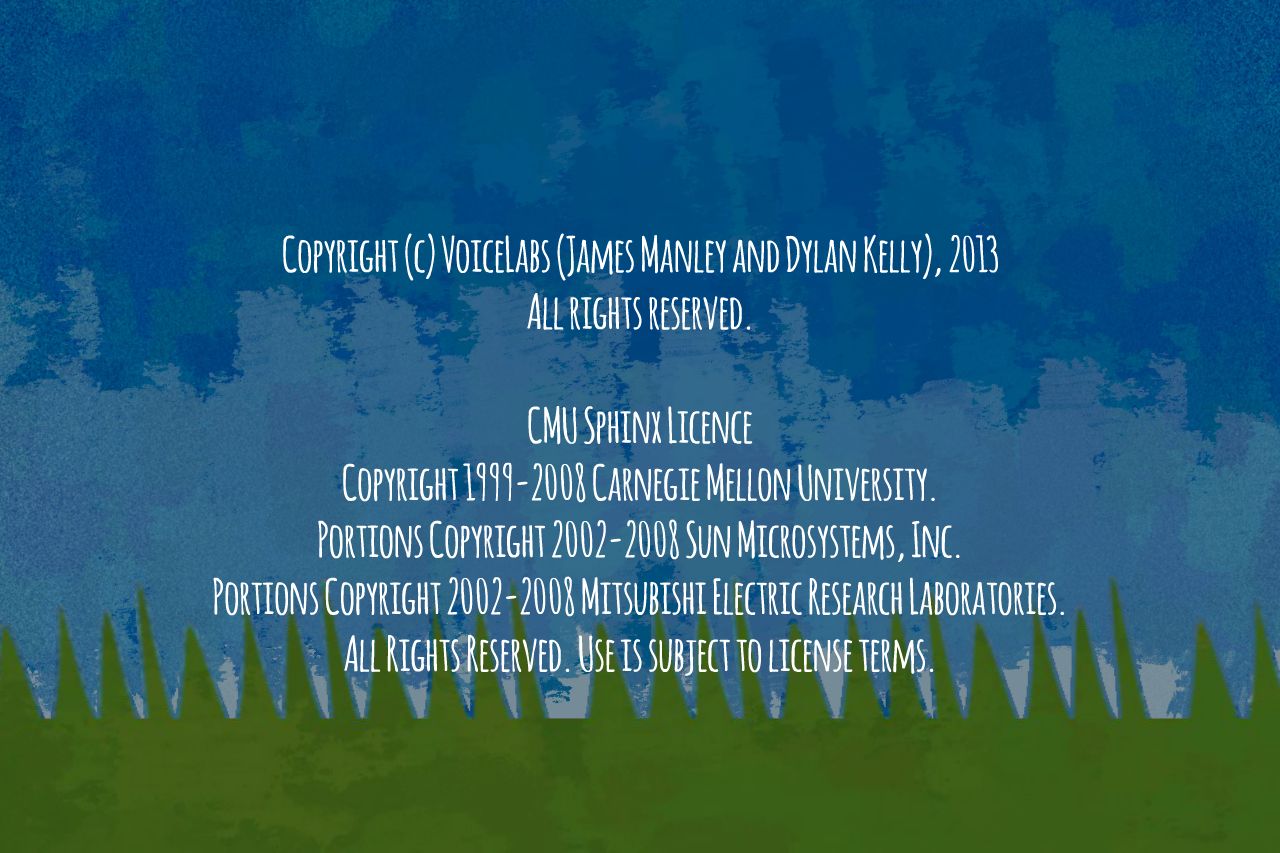 Copyright (c) VoiceLabs (James Manley and Dylan Kelly), 2013
All rights reserved.
CMU Sphinx Licence
Copyright 1999-2008 Carnegie Mellon University.
Portions Copyright 2002-2008 Sun Microsystems, Inc.
Portions Copyright 2002-2008 Mitsubishi Electric Research Laboratories.
All Rights Reserved. Use is subject to license terms.